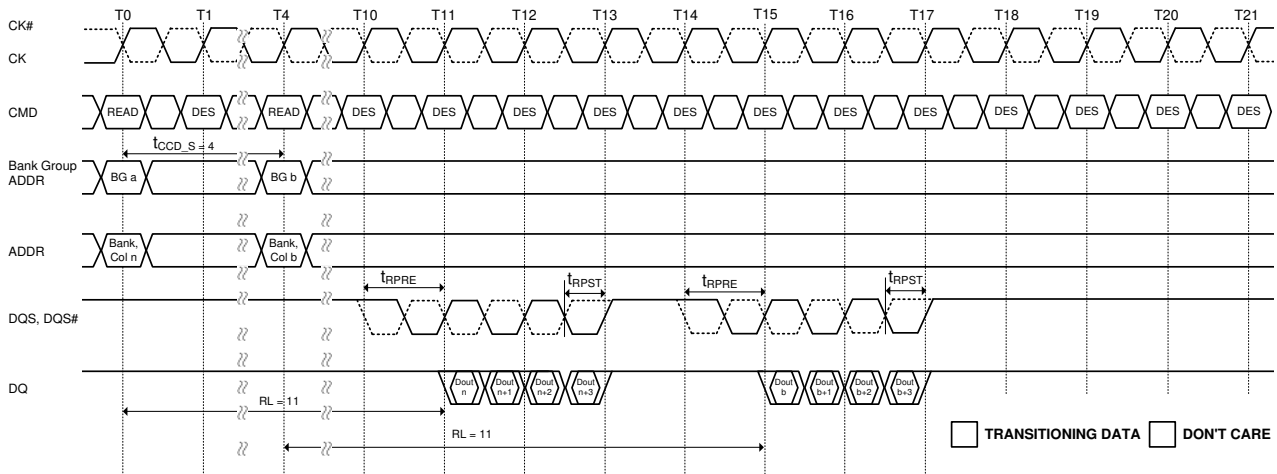 T0 T1 T4 T10 T11 T12 T13 T14 T15 T16 T17 T18 T19 T20 T21
CK#
CK
CMD READ DES READ DES DES DES DES DES DES DES DES DES DES DES DES
tCCD_S = 4
Bank Group
ADDR
BG a BG b
ADDR
Bank,
Col n
Bank,
Col b
tRPRE tRPST tRPRE tRPST
DQS, DQS#
DQ
Dout
n
Dout
n+1
Dout
n+2
Dout
n+3
Dout
b
Dout
b+1
Dout
b+2
Dout
b+3
RL = 11
RL = 11
TRANSITIONING DATA DON'T CARE